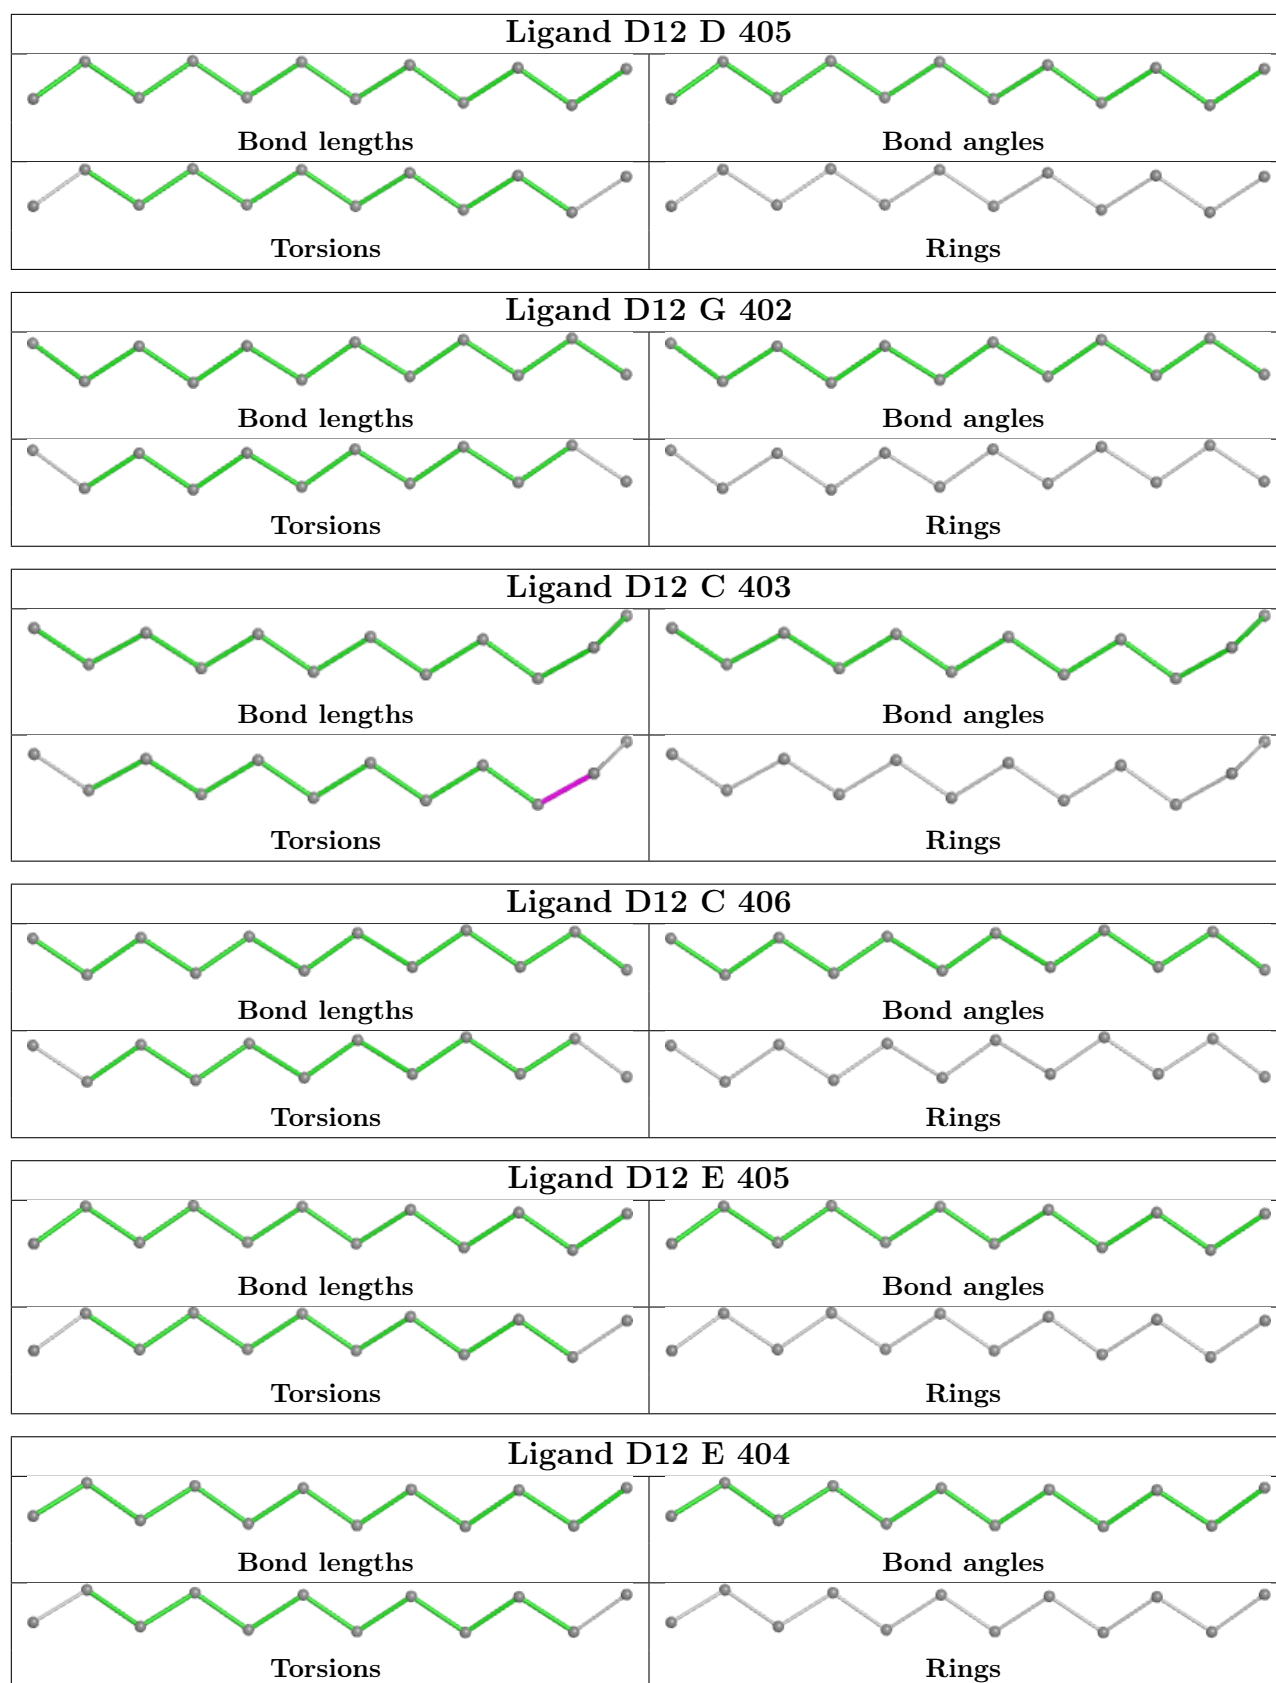 Ligand D12 D 405
Bond lengths Bond angles
Torsions Rings
Ligand D12 G 402
Bond lengths Bond angles
Torsions Rings
Ligand D12 C 403
Bond lengths Bond angles
Torsions Rings
Ligand D12 C 406
Bond lengths Bond angles
Torsions Rings
Ligand D12 E 405
Bond lengths Bond angles
Torsions Rings
Ligand D12 E 404
Bond lengths Bond angles
Torsions Rings